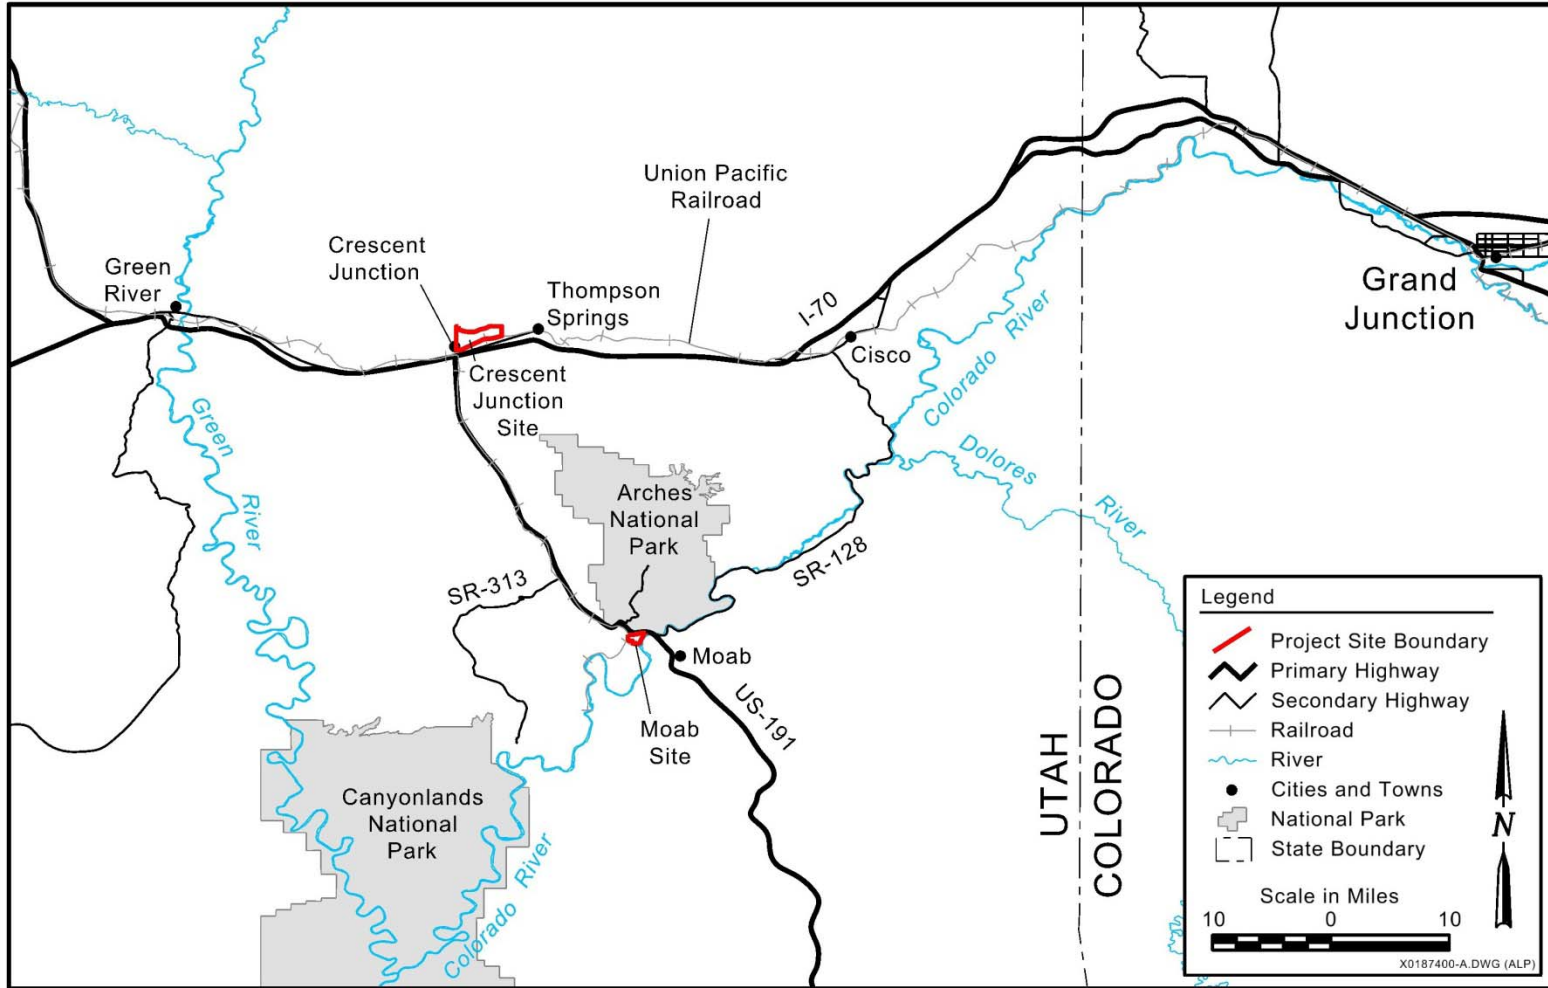 Union Pacific
Railroad
Crescent
Junction
Green
River
Thompson
Springs
I-70
Cisco
Colorado
River
Grand
Junction
Crescent
Junction
Site
Green
River
Dolores
River
Arches
National
Park
SR-313
SR-128
Moab
US-191
Moab
Site
Canyonlands
National
Park
Colorado
River
UTAH
COLORADO
Legend
Project Site Boundary
Primary Highway
Secondary Highway
Railroad
River
Cities and Towns
National Park
State Boundary
N
Scale in Miles
10 0 10
X0187400-A.DWG (ALP)